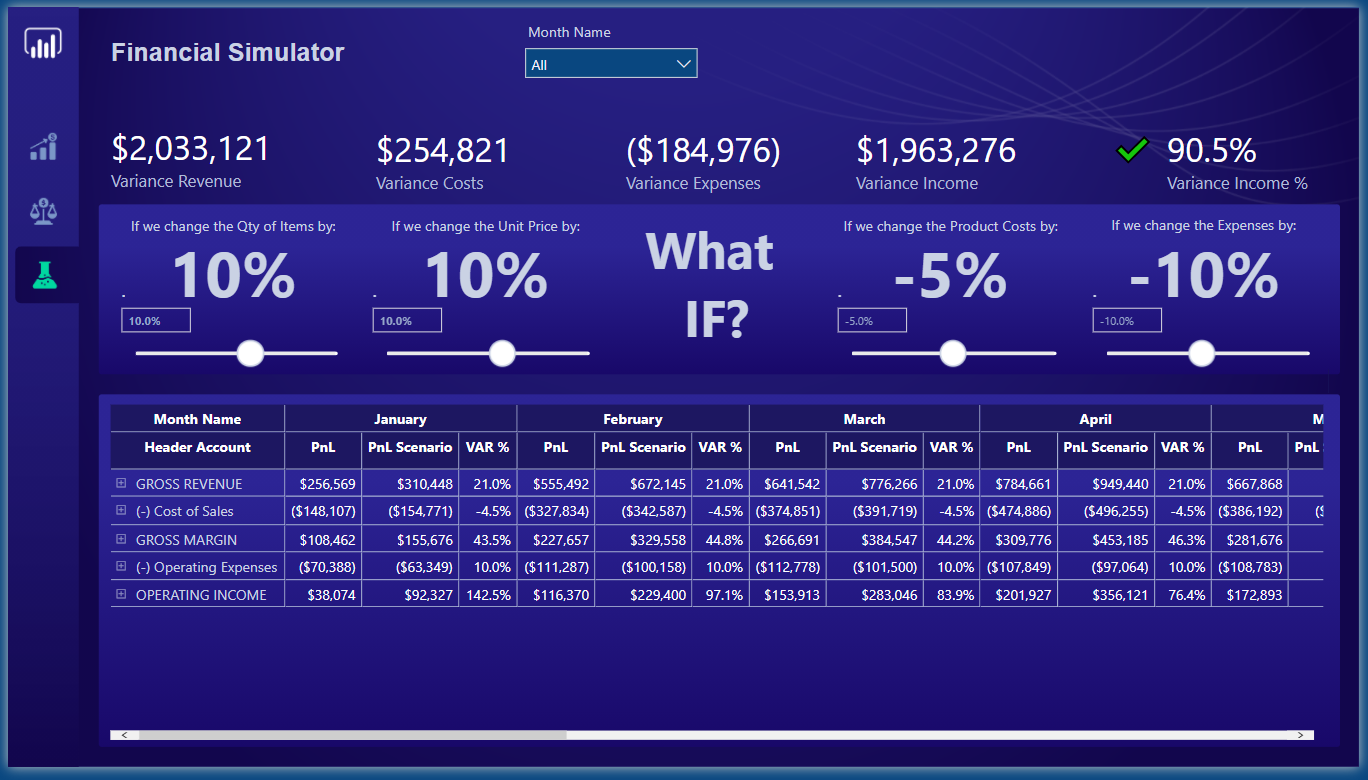 Financial Simulator
Month Name
All
$2,033,121
Variance Revenue
$254,821
Variance Costs
($184,976)
Variance Expenses
$1,963,276
Variance Income
90.5%
Variance Income %
If we change the Qty of Items by:
10%
10.0%
If we change the Unit Price by:
10%
10.0%
What
IF?
If we change the Product Costs by:
-5%
-5.0%
If we change the Expenses by:
-10%
-10.0%
Month Name January February March April M
Header Account PnL PnL Scenario VAR % PnL PnL Scenario VAR % PnL PnL Scenario VAR % PnL PnL Scenario VAR % PnL PnL
GROSS REVENUE $256,569 $310,448 21.0% $555,492 $672,145 21.0% $641,542 $776,266 21.0% $784,661 $949,440 21.0% $667,868
(-) Cost of Sales ($148,107) ($154,771) -4.5% ($327,834) ($342,587) -4.5% ($374,851) ($391,719) -4.5% ($474,886) ($496,255) -4.5% ($386,192) ($
GROSS MARGIN $108,462 $155,676 43.5% $227,657 $329,558 44.8% $266,691 $384,547 44.2% $309,776 $453,185 46.3% $281,676
(-) Operating Expenses ($70,388) ($63,349) 10.0% ($111,287) ($100,158) 10.0% ($112,778) ($101,500) 10.0% ($107,849) ($97,064) 10.0% ($108,783)
OPERATING INCOME $38,074 $92,327 142.5% $116,370 $229,400 97.1% $153,913 $283,046 83.9% $201,927 $356,121 76.4% $172,893